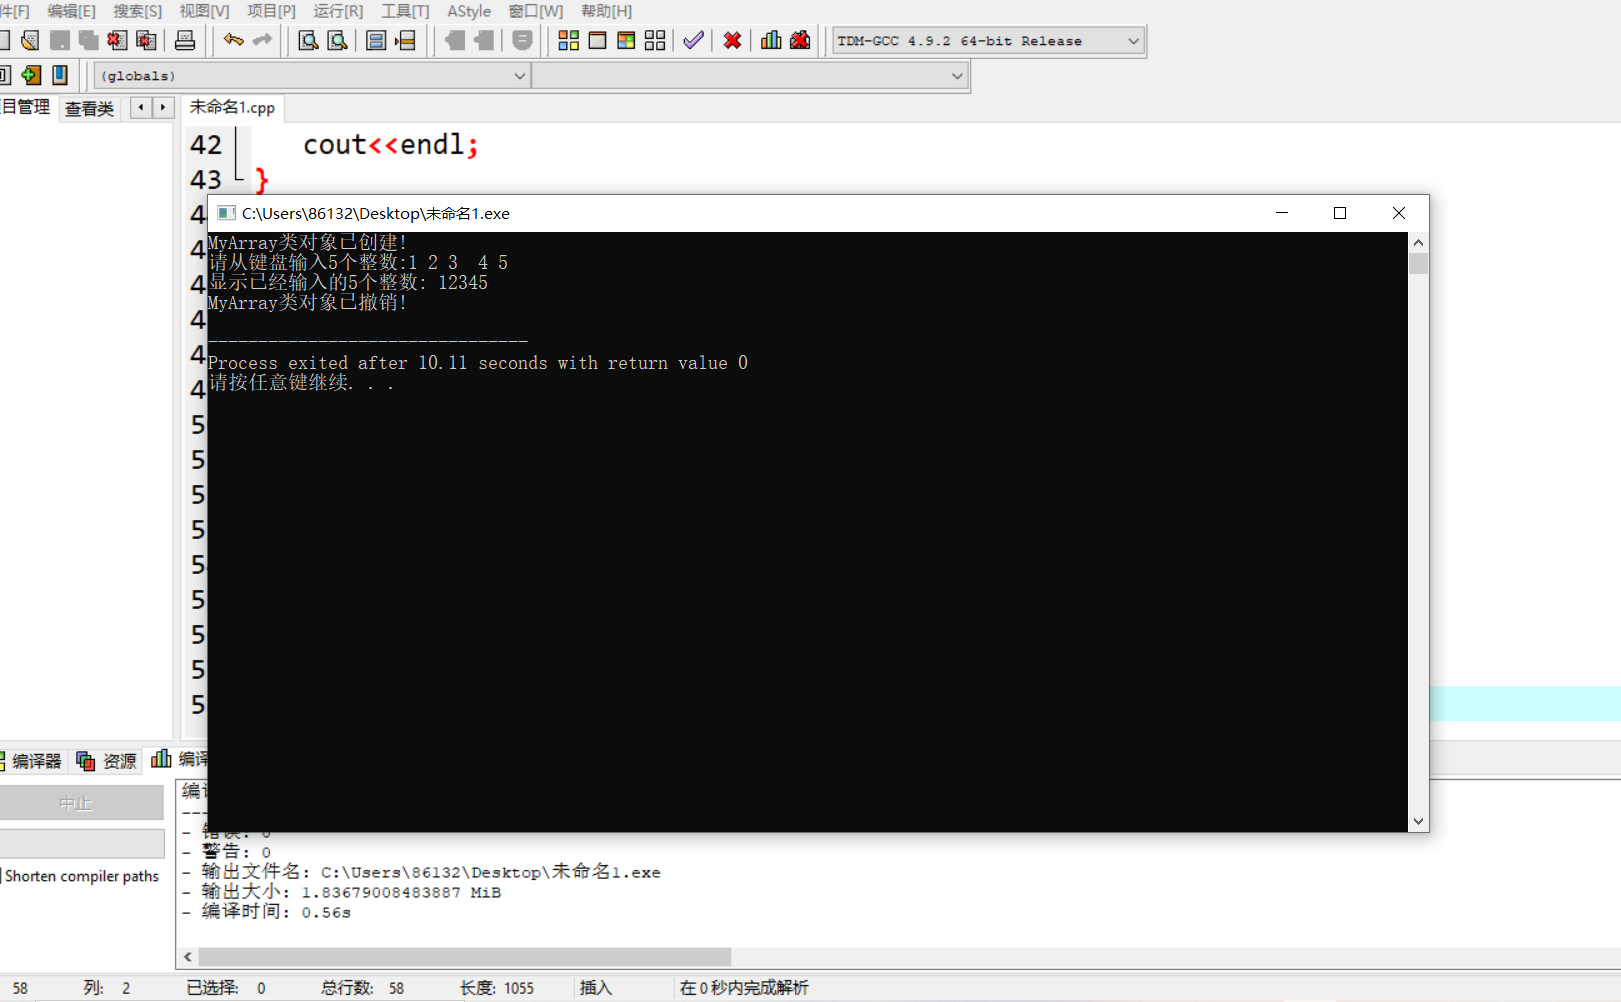 件[F] 编辑[E] 搜索[S] 视图[V] 项目[P] 运行[R] 工具[T] AStyle 窗口[W] 帮助[H]
TDM-GCC 4.9.2 64-bit Release
(globals)
目管理 查看类 未命名1.cpp
42 cout<<endl;
43 }
C:\Users\86132\Desktop\未命名1.exe
MyArray类对象已创建!
请从键盘输入5个整数:1 2 3  4 5
显示已经输入的5个整数: 12345
MyArray类对象已撤销!
--------------------------------
Process exited after 10.11 seconds with return value 0
请按任意键继续. . .
4
4
4
4
4
4
5
5
5
5
5
5
5
5
5
编译器 资源 编译
中止
Shorten compiler paths
- 错误: 0
- 警告: 0
- 输出文件名: C:\Users\86132\Desktop\未命名1.exe
- 输出大小: 1.83679008483887 MiB
- 编译时间: 0.56s
58 列: 2 已选择: 0 总行数: 58 长度: 1055 插入 在 0 秒内完成解析